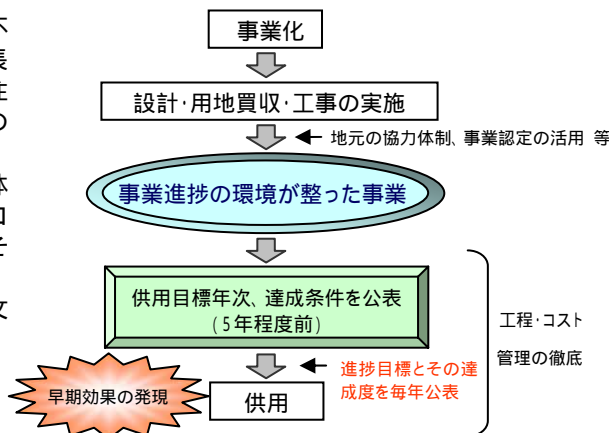 事業化
設計・用地買収・工事の実施
地元の協力体制、事業認定の活用 等
事業進捗の環境が整った事業
供用目標年次、達成条件を公表
(5年程度前)
工程・コスト
管理の徹底
進捗目標とその達
成度を毎年公表
早期効果の発現
供用